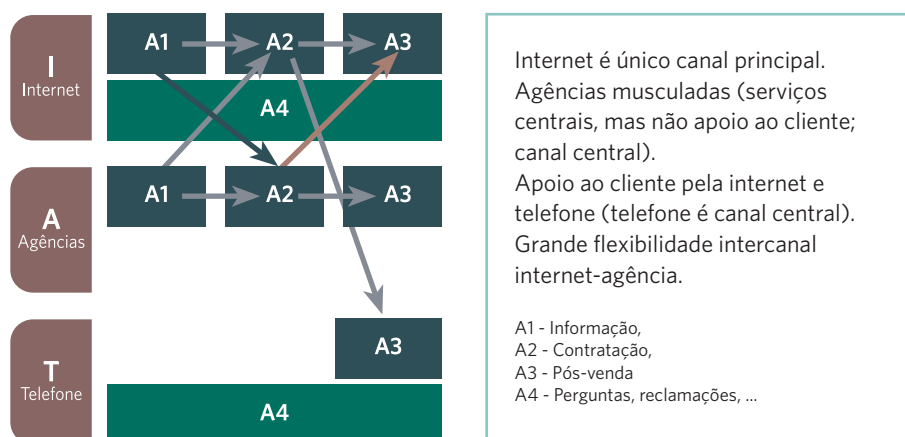 I
Internet
A1
A2
A3
A4
A
Agências
A1
A2
A3
T
Telefone
A3
A4
Internet é único canal principal.
Agências musculadas (serviços
centrais, mas não apoio ao cliente;
canal central).
Apoio ao cliente pela internet e
telefone (telefone é canal central).
Grande flexibilidade intercanal
internet-agência.
A1 - Informação,
A2 - Contratação,
A3 - Pós-venda
A4 - Perguntas, reclamações, ...